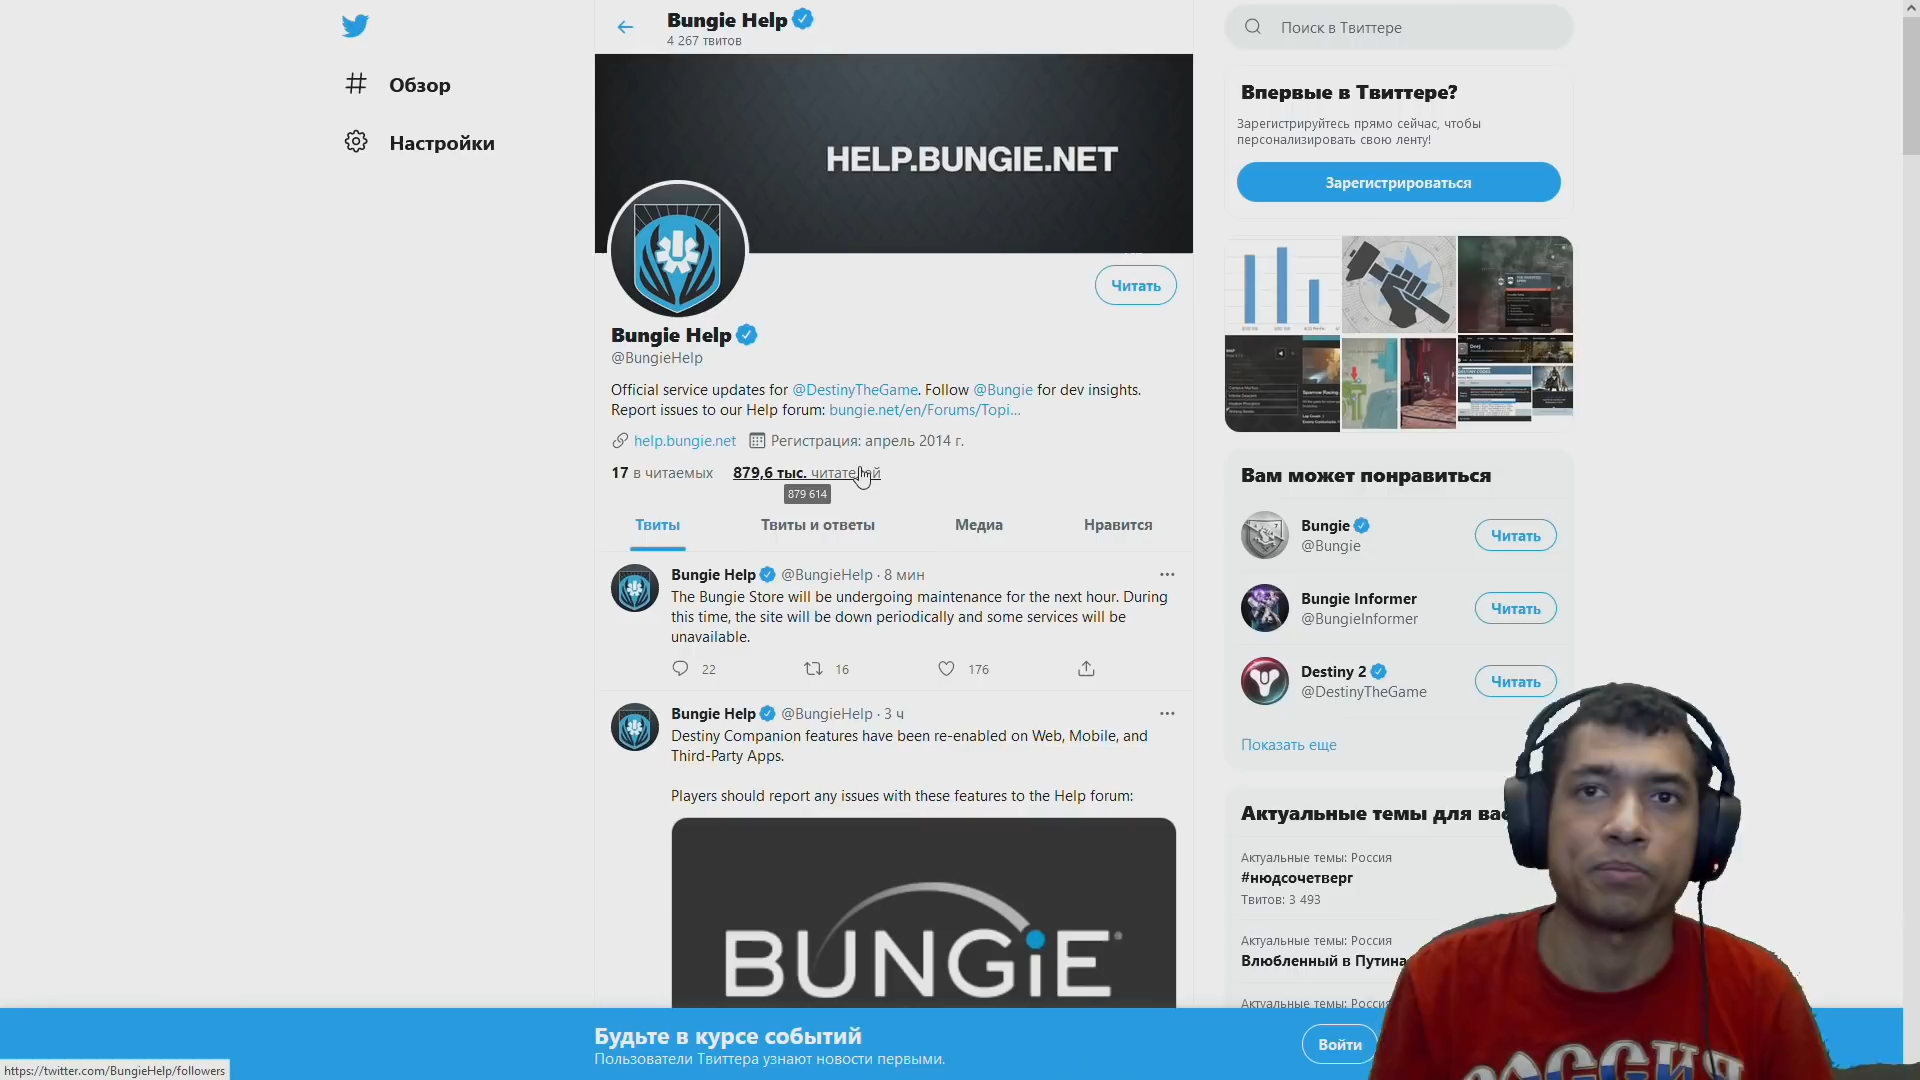 Bungie Help
4 267 твитов
Обзор
Настройки
HELP.BUNGIE.NET
Читать
Bungie Help
@BungieHelp
Official service updates for @DestinyTheGame. Follow @Bungie for dev insights.
Report issues to our Help forum: bungie.net/en/Forums/Topi...
help.bungie.net Регистрация: апрель 2014 г.
17 в читаемых 879,6 тыс. читателей
879 614
Твиты Твиты и ответы Медиа Нравится
Bungie Help @BungieHelp · 8 мин
The Bungie Store will be undergoing maintenance for the next hour. During
this time, the site will be down periodically and some services will be
unavailable.
22 16 176
Bungie Help @BungieHelp · 3 ч
Destiny Companion features have been re-enabled on Web, Mobile, and
Third-Party Apps.
Players should report any issues with these features to the Help forum:
BUNGiE
Поиск в Твиттере
Впервые в Твиттере?
Зарегистрируйтесь прямо сейчас, чтобы
персонализировать свою ленту!
Зарегистрироваться
Вам может понравиться
Bungie
@Bungie
Читать
Bungie Informer
@BungieInformer
Читать
Destiny 2
@DestinyTheGame
Читать
Показать еще
Актуальные темы для вас
Актуальные темы: Россия
#нюдсочетверг
Твитов: 3 493
Актуальные темы: Россия
Влюбленный в Путина
Актуальные темы: Россия
Будьте в курсе событий
Пользователи Твиттера узнают новости первыми.
Войти
РОССИЯ
https://twitter.com/BungieHelp/followers